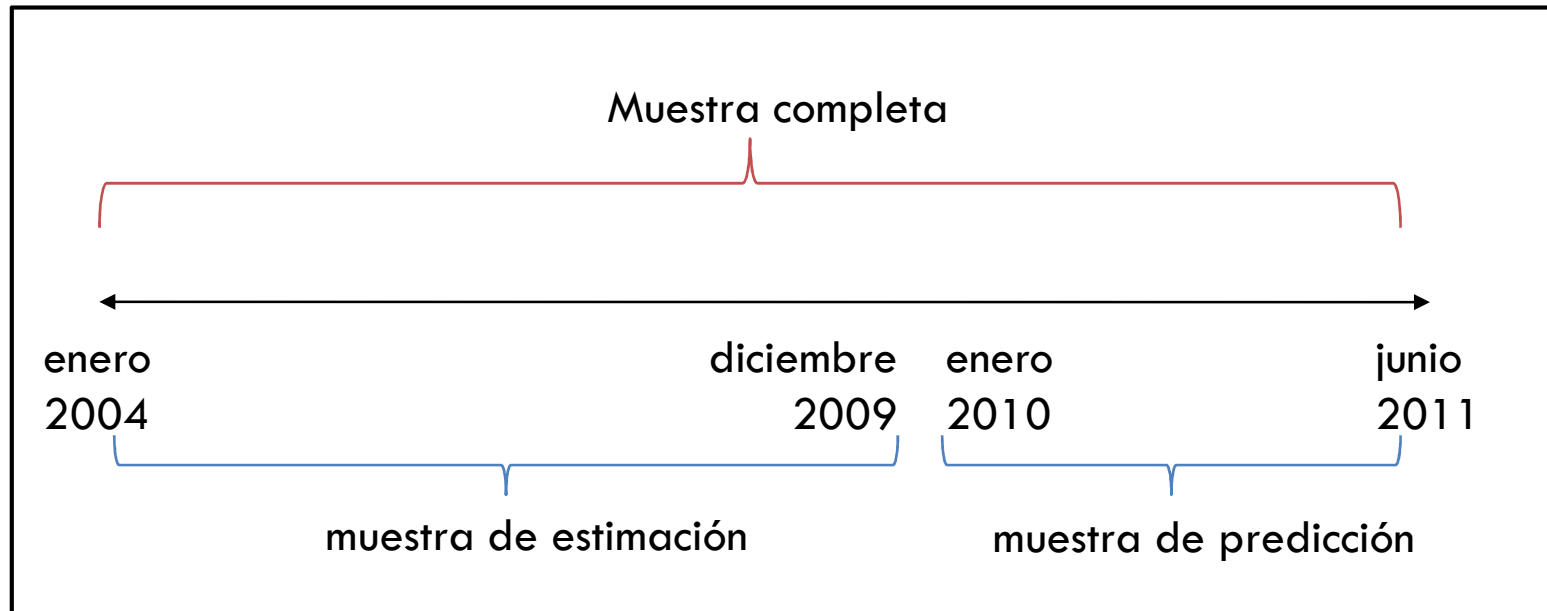 Muestra completa
enero diciembre enero junio
2004 2009 2010 2011
muestra de estimación muestra de predicción